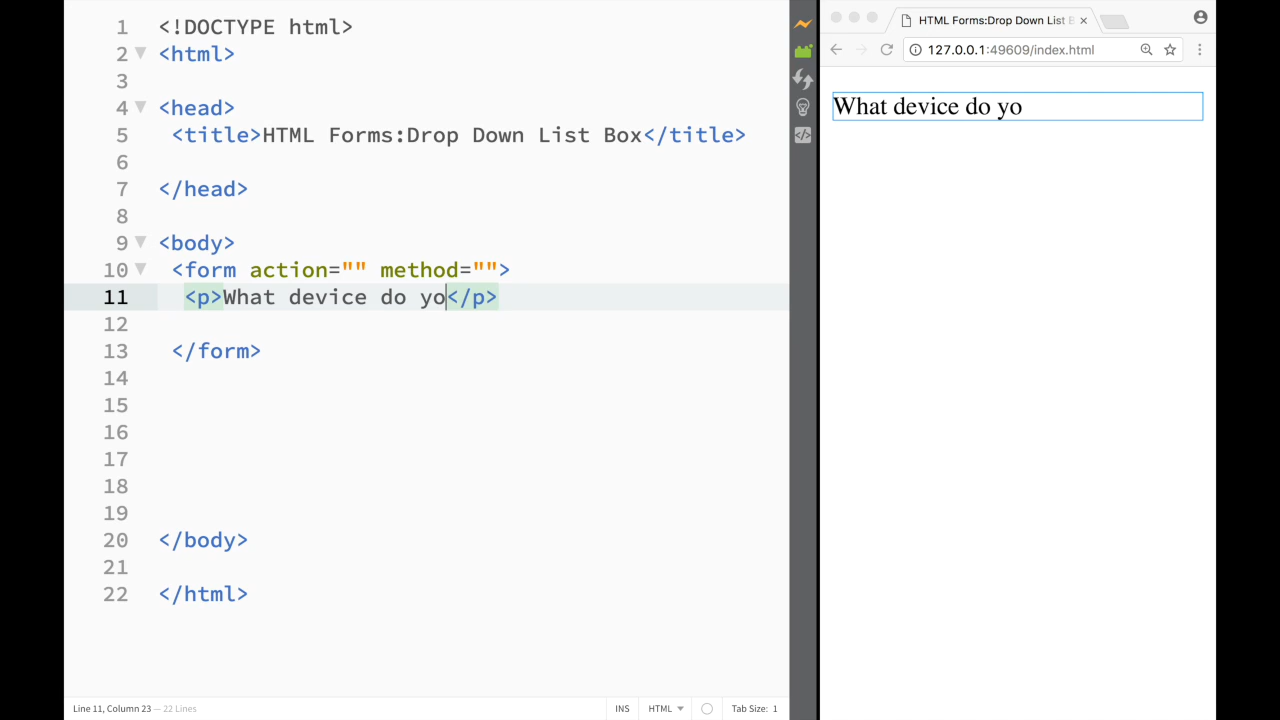 1 <!DOCTYPE html>
2 <html>
3
4 <head>
5 <title>HTML Forms:Drop Down List Box</title>
6
7 </head>
8
9 <body>
10 <form action="" method="">
11 <p>What device do yo</p>
12
13 </form>
14
15
16
17
18
19
20 </body>
21
22 </html>
Line 11, Column 23 — 22 Lines
INS HTML Tab Size: 1
HTML Forms:Drop Down List B
127.0.0.1:49609/index.html
What device do yo